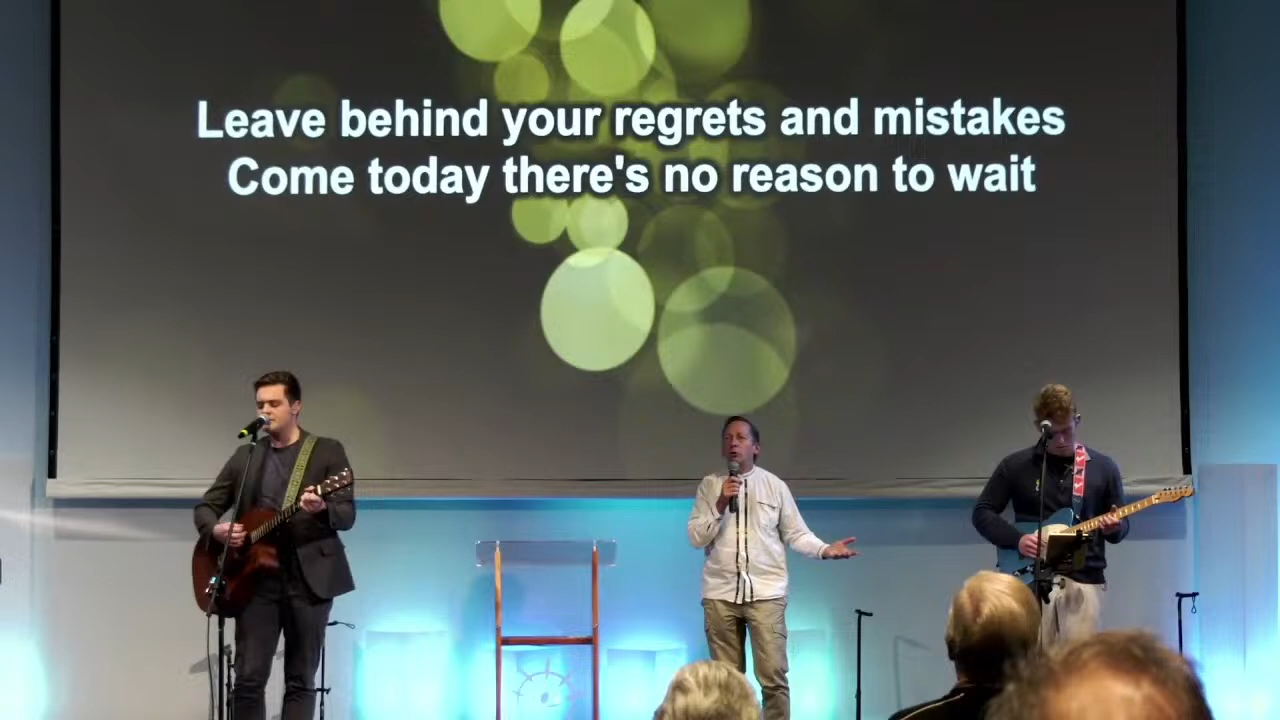 Leave behind your regrets and mistakes
Come today there's no reason to wait